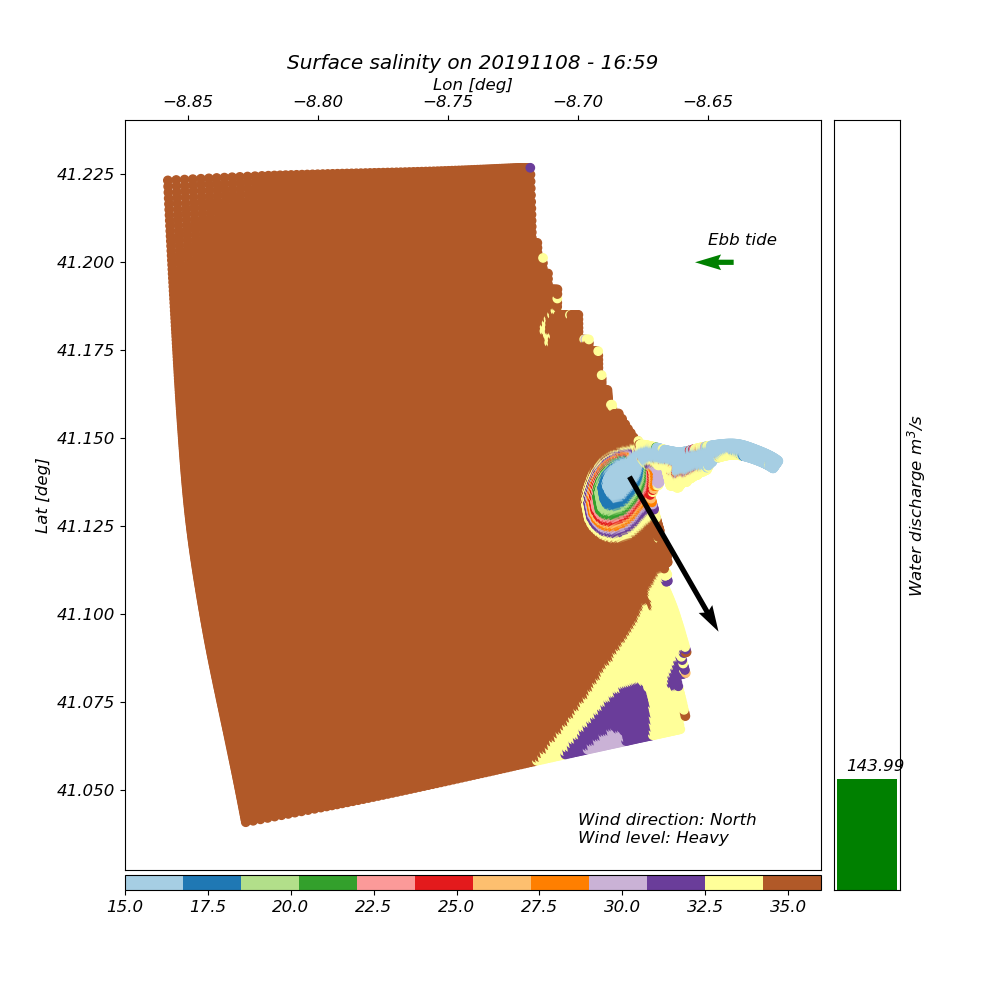 Surface salinity on 20191108 - 16:59
Lon [deg]
−8.85 −8.80 −8.75 −8.70 −8.65
41.225
Ebb tide
41.200
41.175
41.150
41.125
41.100
41.075
41.050
Lat [deg]
Water discharge m³/s
143.99
Wind direction: North
Wind level: Heavy
15.0 17.5 20.0 22.5 25.0 27.5 30.0 32.5 35.0